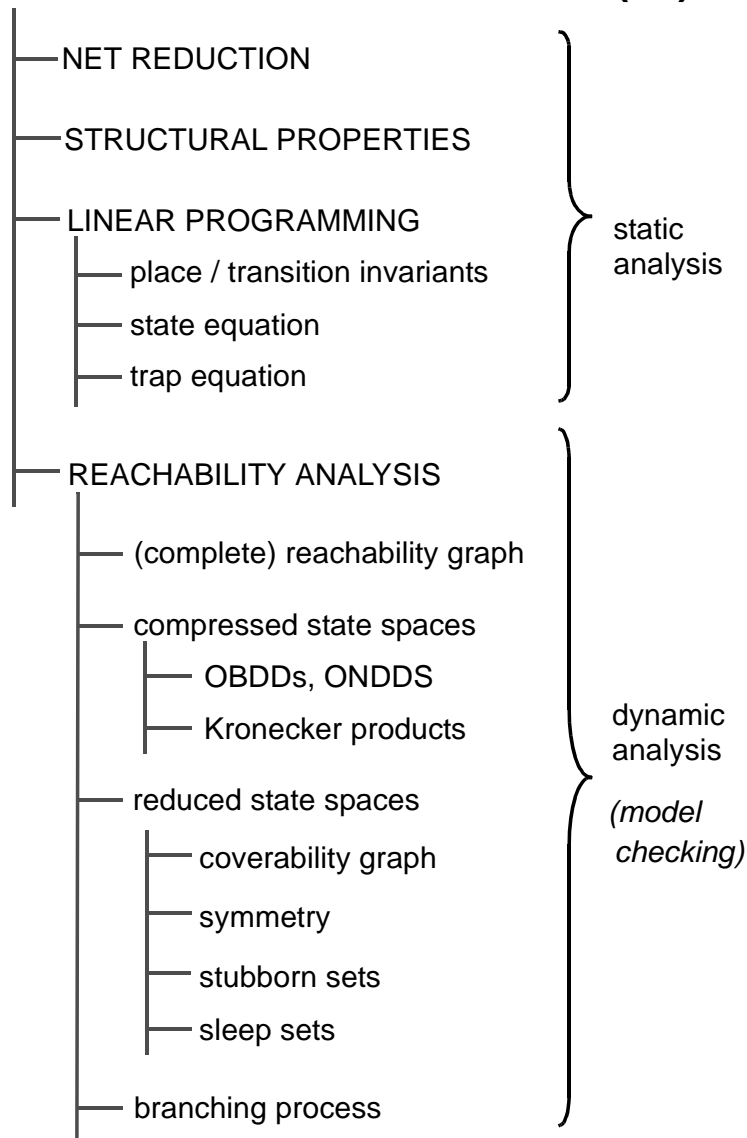 NET REDUCTION
STRUCTURAL PROPERTIES
LINEAR PROGRAMMING
place / transition invariants
state equation
trap equation
static
analysis
REACHABILITY ANALYSIS
(complete) reachability graph
compressed state spaces
OBDDs, ONDDS
Kronecker products
reduced state spaces
coverability graph
symmetry
stubborn sets
sleep sets
branching process
dynamic
analysis
(model
checking)